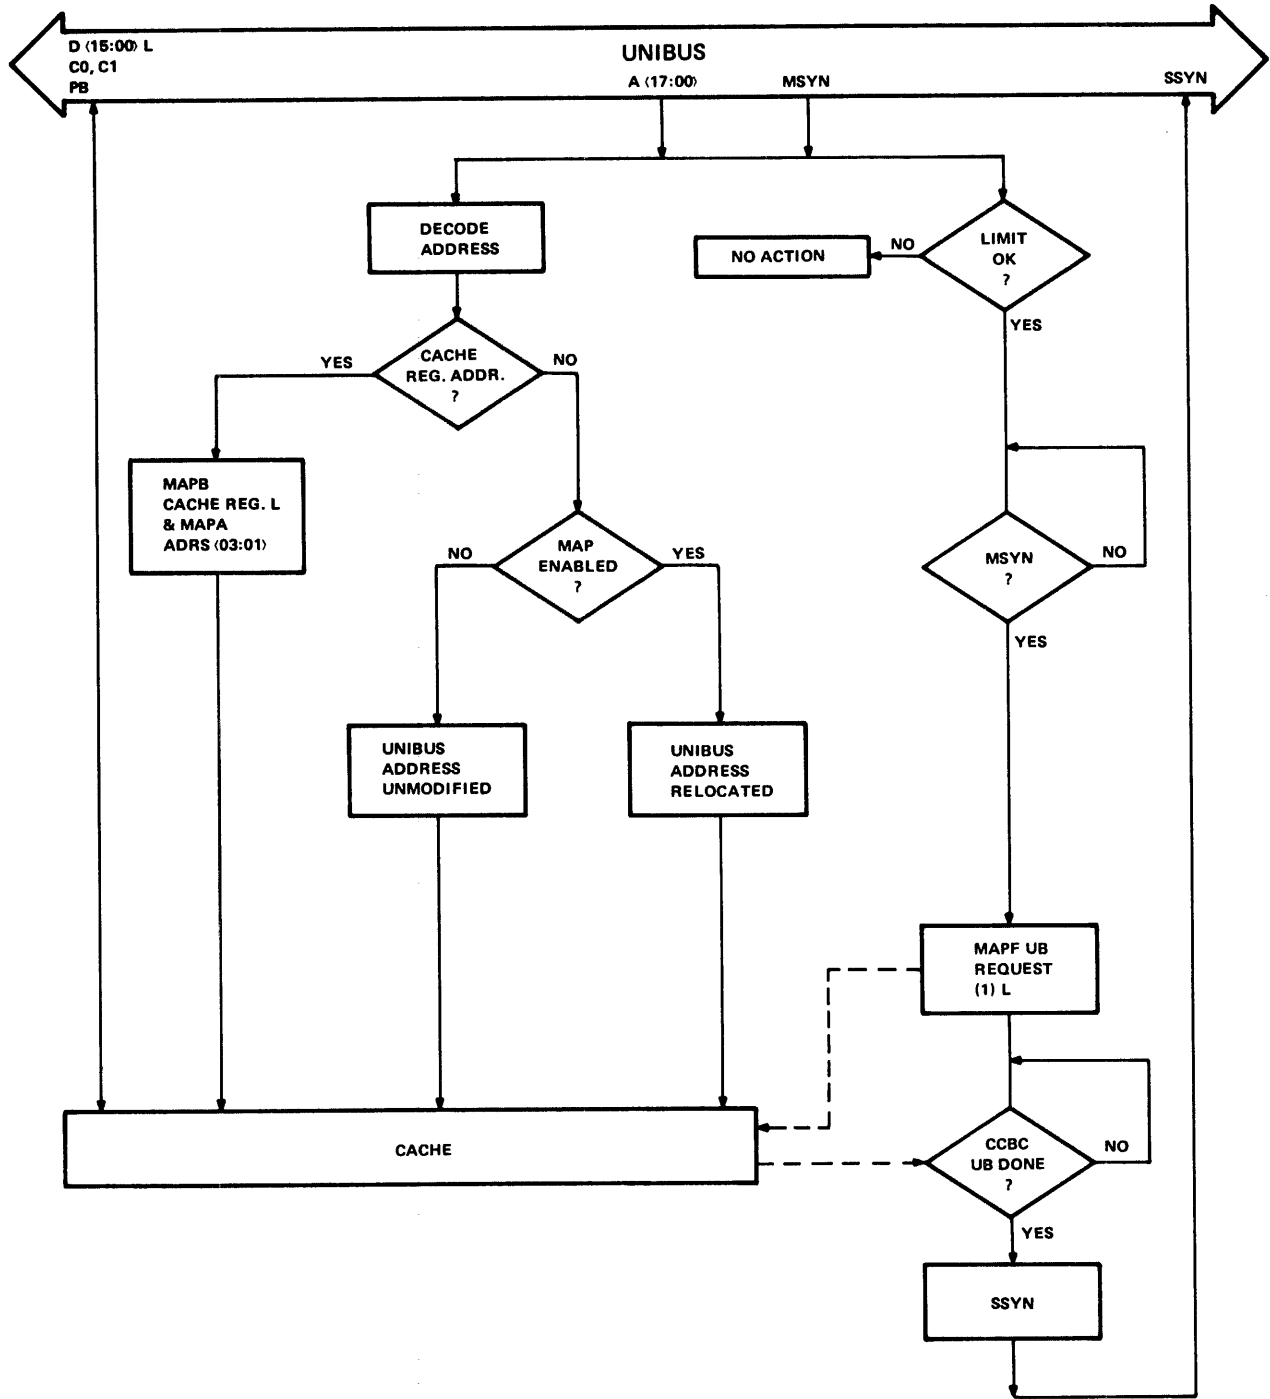 D ⟨15:00⟩ L
C0, C1
PB
UNIBUS
A ⟨17:00⟩
MSYN
SSYN
DECODE
ADDRESS
NO ACTION
NO
LIMIT
OK
?
YES
YES
CACHE
REG. ADDR.
?
NO
MAPB
CACHE REG. L
& MAPA
ADRS ⟨03:01⟩
NO
MAP
ENABLED
?
YES
MSYN
?
NO
YES
UNIBUS
ADDRESS
UNMODIFIED
UNIBUS
ADDRESS
RELOCATED
MAPF UB
REQUEST
(1) L
CACHE
CCBC
UB DONE
?
NO
YES
SSYN